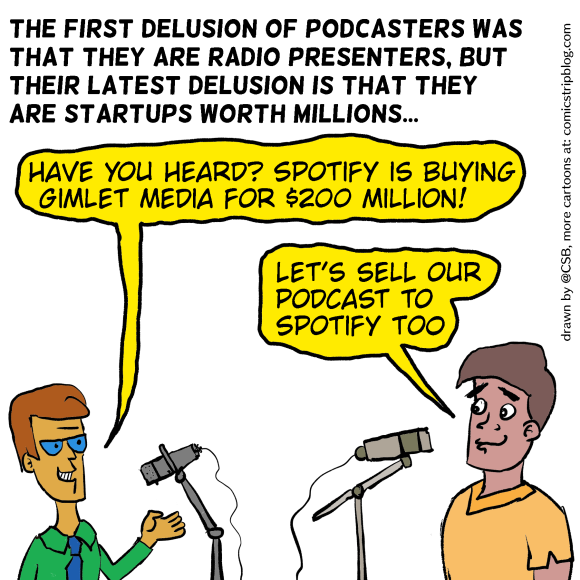 THE FIRST DELUSION OF PODCASTERS WAS
THAT THEY ARE RADIO PRESENTERS, BUT
THEIR LATEST DELUSION IS THAT THEY
ARE STARTUPS WORTH MILLIONS...
HAVE YOU HEARD? SPOTIFY IS BUYING
GIMLET MEDIA FOR $200 MILLION!
LET'S SELL OUR
PODCAST TO
SPOTIFY TOO
drawn by @CSB, more cartoons at: comicstripblog.com